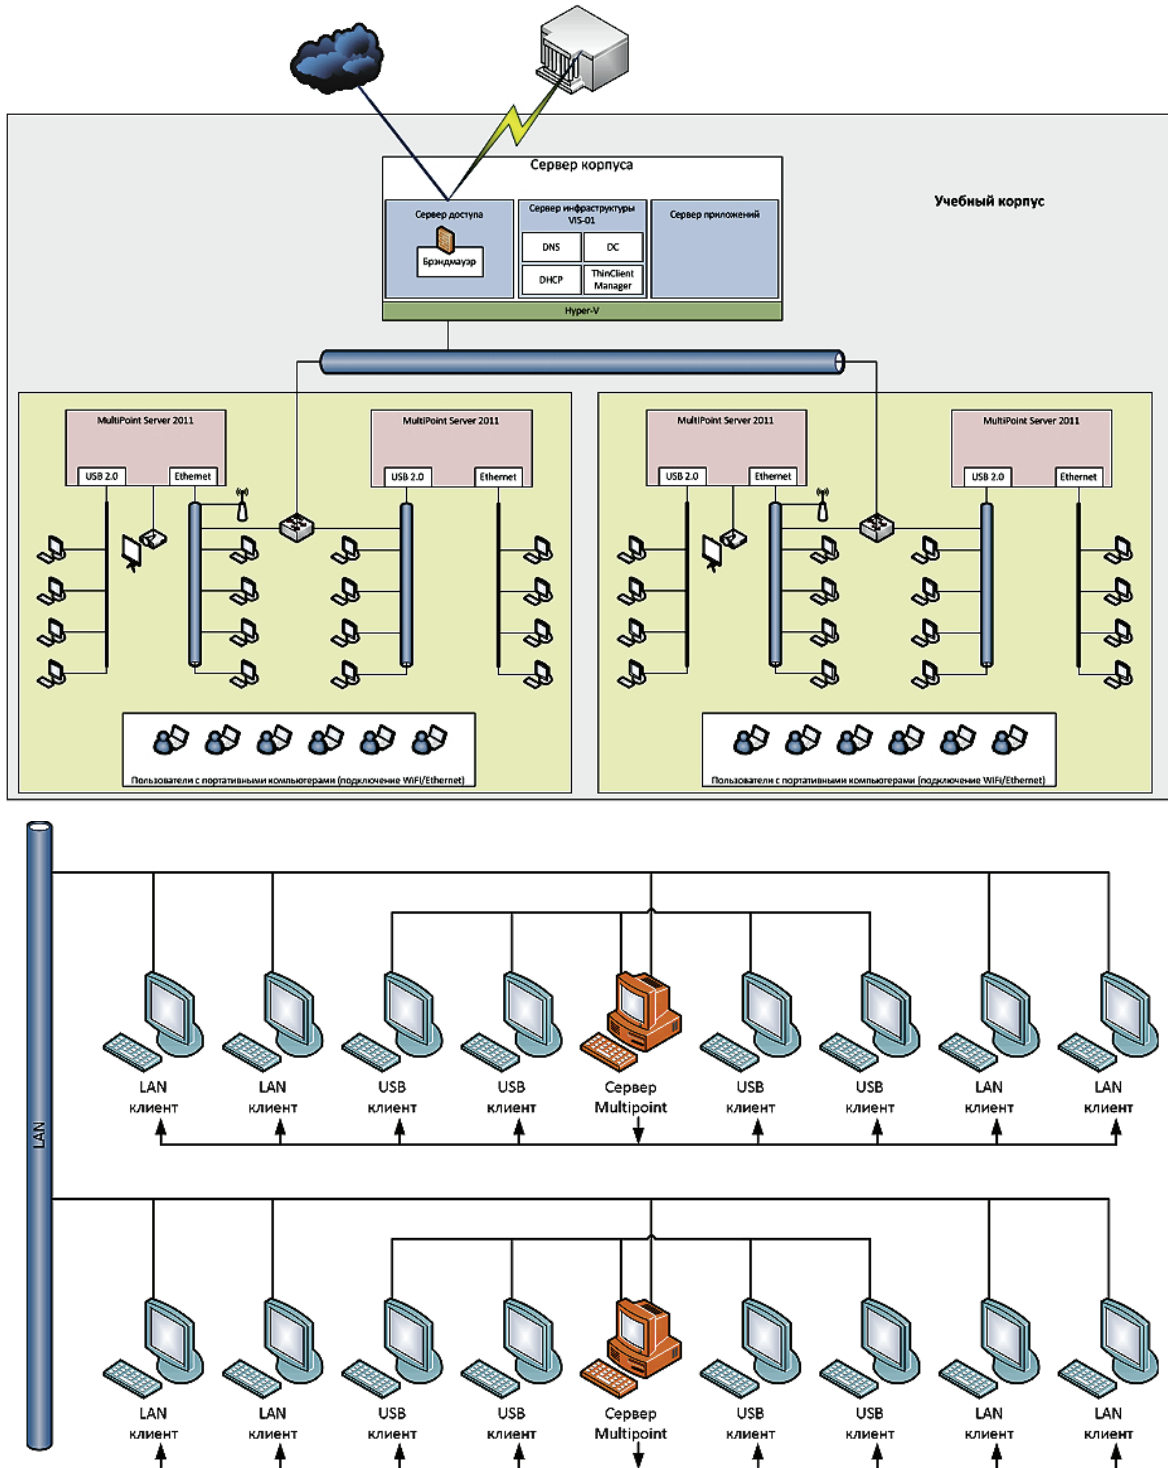 Сервер корпуса
Учебный корпус
Сервер доступа
Брэндмауэр
Сервер инфраструктуры
VIS-01
DNS
DC
DHCP
ThinClient
Manager
Сервер приложений
Hyper-V
MultiPoint Server 2011
USB 2.0
Ethernet
MultiPoint Server 2011
USB 2.0
Ethernet
Пользователи с портативными компьютерами (подключение WiFi/Ethernet)
MultiPoint Server 2011
USB 2.0
Ethernet
MultiPoint Server 2011
USB 2.0
Ethernet
Пользователи с портативными компьютерами (подключение WiFi/Ethernet)
LAN
LAN
клиент
LAN
клиент
USB
клиент
USB
клиент
Сервер
Multipoint
USB
клиент
USB
клиент
LAN
клиент
LAN
клиент
LAN
клиент
LAN
клиент
USB
клиент
USB
клиент
Сервер
Multipoint
USB
клиент
USB
клиент
LAN
клиент
LAN
клиент